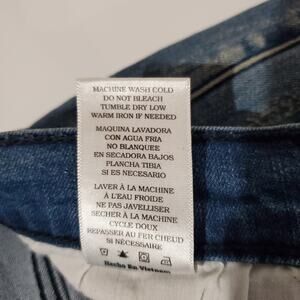 MACHINE WASH COLD
DO NOT BLEACH
TUMBLE DRY LOW
WARM IRON IF NEEDED
MAQUINA LAVADORA
CON AGUA FRIA
NO BLANQUEE
EN SECADORA BAJOS
PLANCHA TIBIA
SI ES NECESARIO
LAVER À LA MACHINE
À L'EAU FROIDE
NE PAS JAVELLISER
SECHER À LA MACHINE
CYCLE DOUX
REPASSER AU FER CHEUD
SI NÉCESSAIRE
Hecho En Vietnam